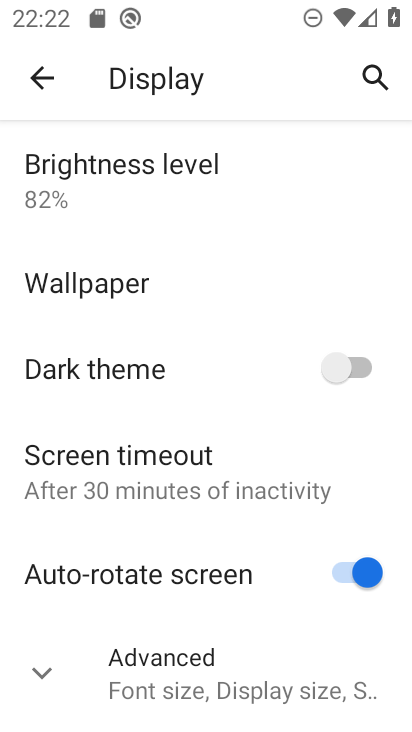 22:22
Display
Brightness level
82%
Wallpaper
Dark theme
Screen timeout
After 30 minutes of inactivity
Auto-rotate screen
Advanced
Font size, Display size, S..